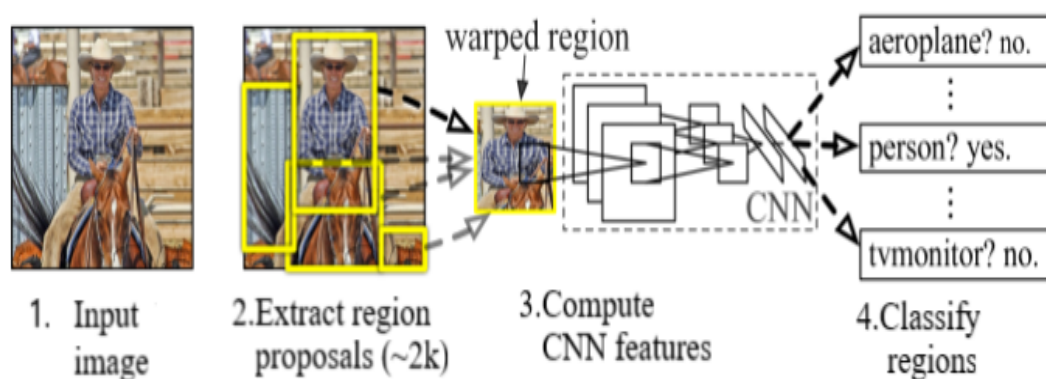 warped region
aeroplane? no.
person? yes.
CNN
tvmonitor? no.
1. Input
image
2.Extract region
proposals (~2k)
3.Compute
CNN features
4.Classify
regions